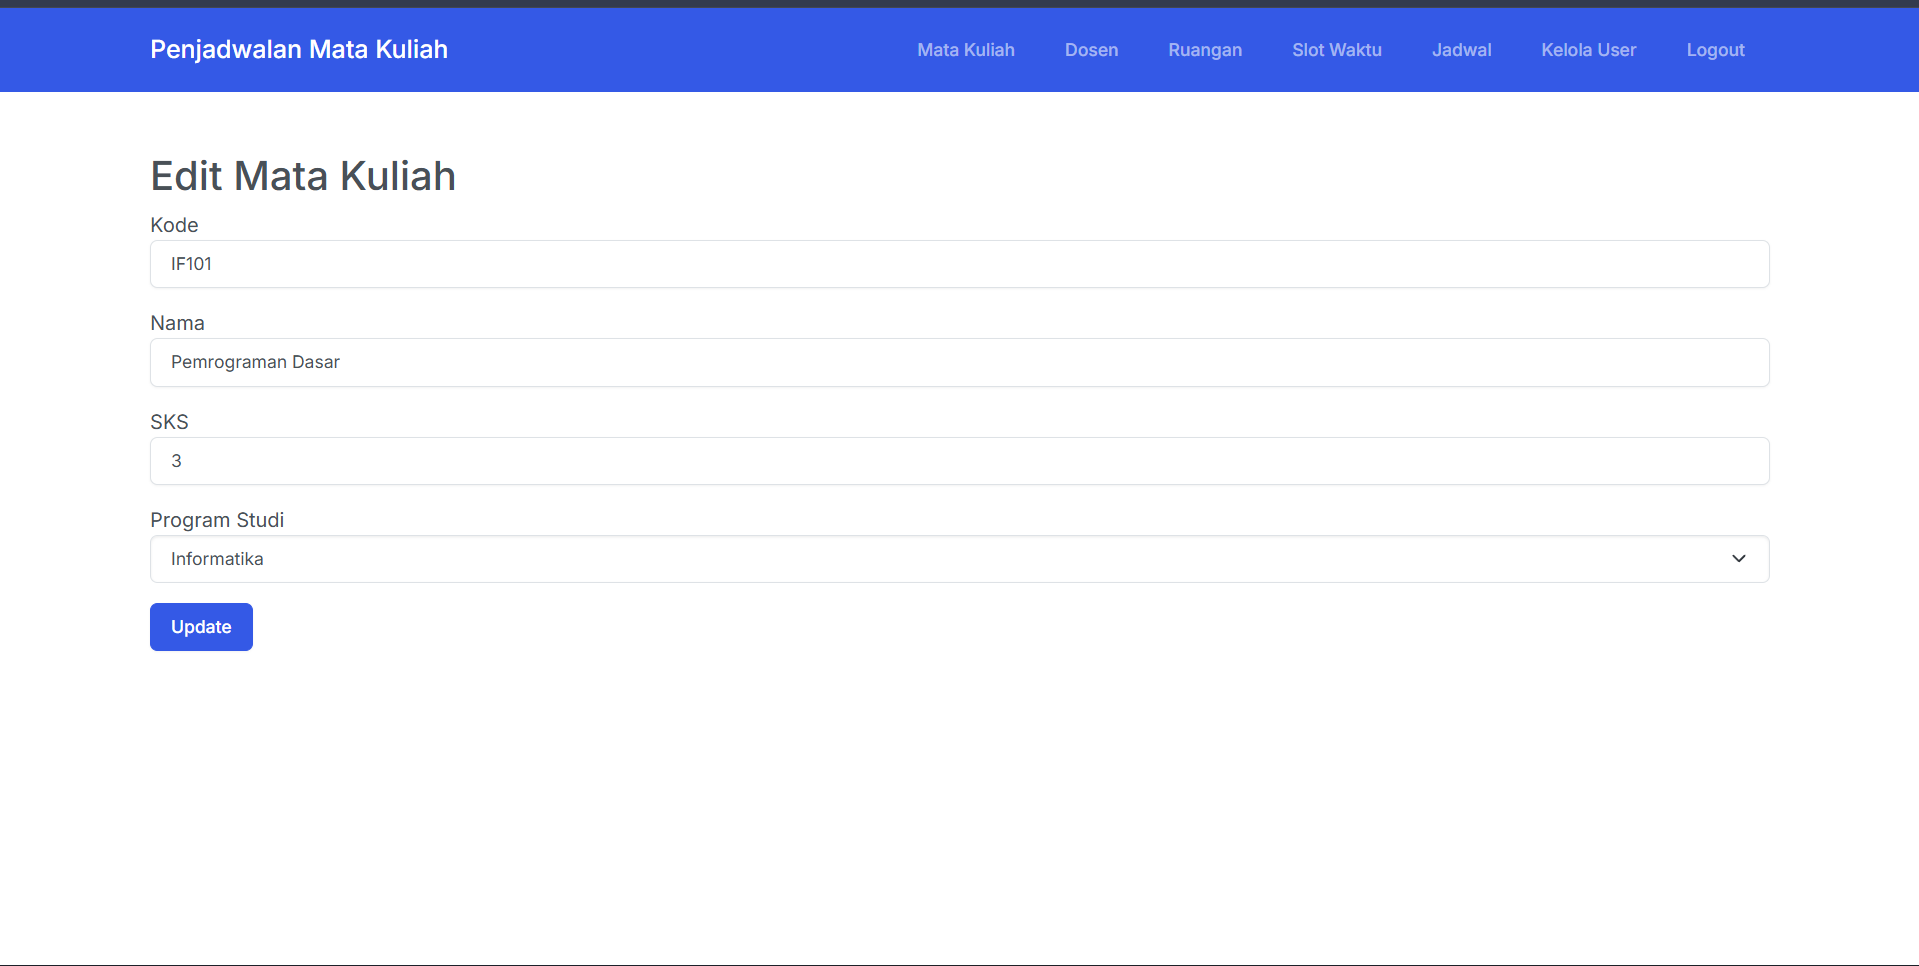 Penjadwalan Mata Kuliah Mata Kuliah Dosen Ruangan Slot Waktu Jadwal Kelola User Logout
Edit Mata Kuliah
Kode
IF101
Nama
Pemrograman Dasar
SKS
3
Program Studi
Informatika
Update